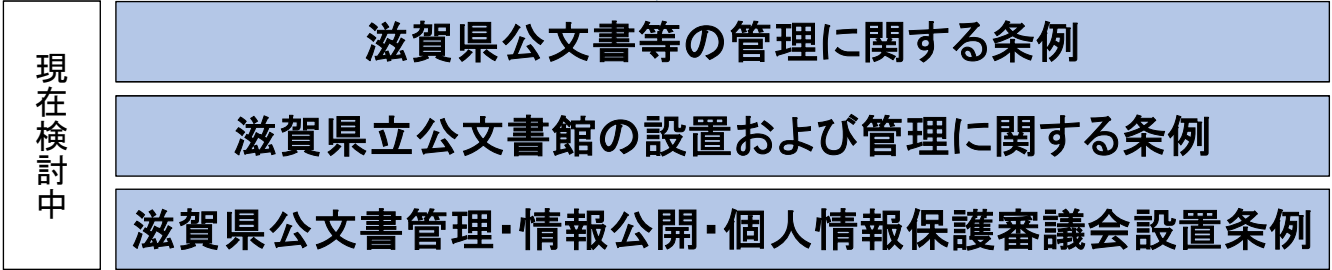 現在検討中
滋賀県公文書等の管理に関する条例
滋賀県立公文書館の設置および管理に関する条例
滋賀県公文書管理・情報公開・個人情報保護審議会設置条例